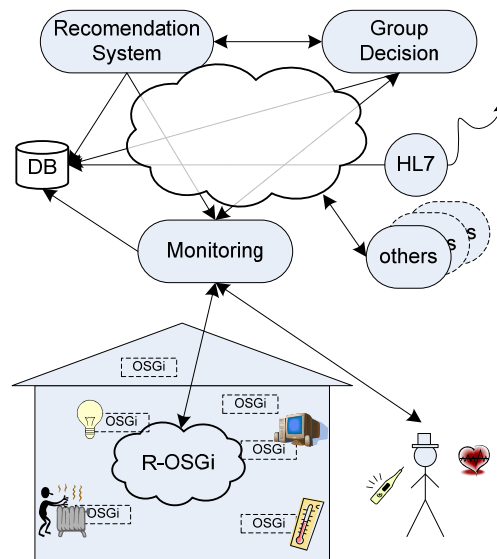 Recomendation
System
Group
Decision
DB
HL7
Monitoring
others
s
s
OSGi
OSGi
OSGi
OSGi
R-OSGi
OSGi
OSGi